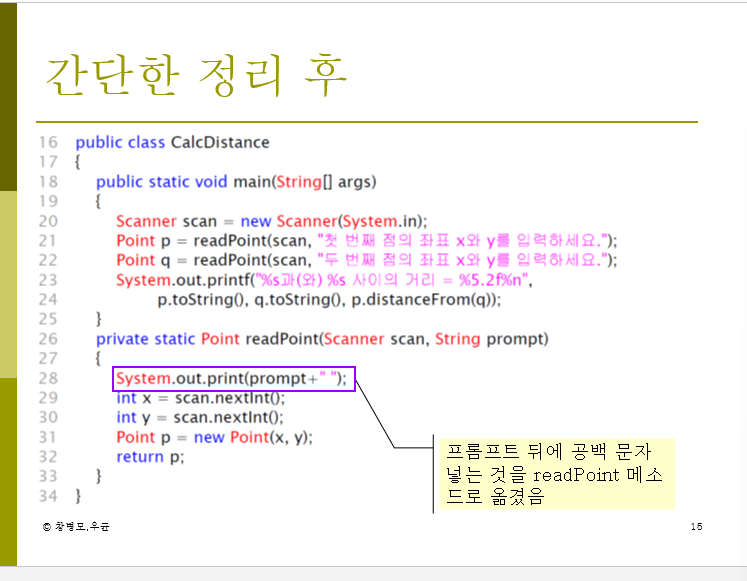 간단한 정리 후
16 public class CalcDistance
17 {
18 public static void main(String[] args)
19 {
20 Scanner scan = new Scanner(System.in);
21 Point p = readPoint(scan, "첫 번째 점의 좌표 x와 y를 입력하세요.");
22 Point q = readPoint(scan, "두 번째 점의 좌표 x와 y를 입력하세요.");
23 System.out.printf("%s과(와) %s 사이의 거리 = %5.2f%n",
24 p.toString(), q.toString(), p.distanceFrom(q));
25 }
26 private static Point readPoint(Scanner scan, String prompt)
27 {
28 System.out.print(prompt+" ");
29 int x = scan.nextInt();
30 int y = scan.nextInt();
31 Point p = new Point(x, y);
32 return p;
33 }
34 }
프롬프트 뒤에 공백 문자
넣는 것을 readPoint 메소
드로 옮겼음
© 창병모,우균
15